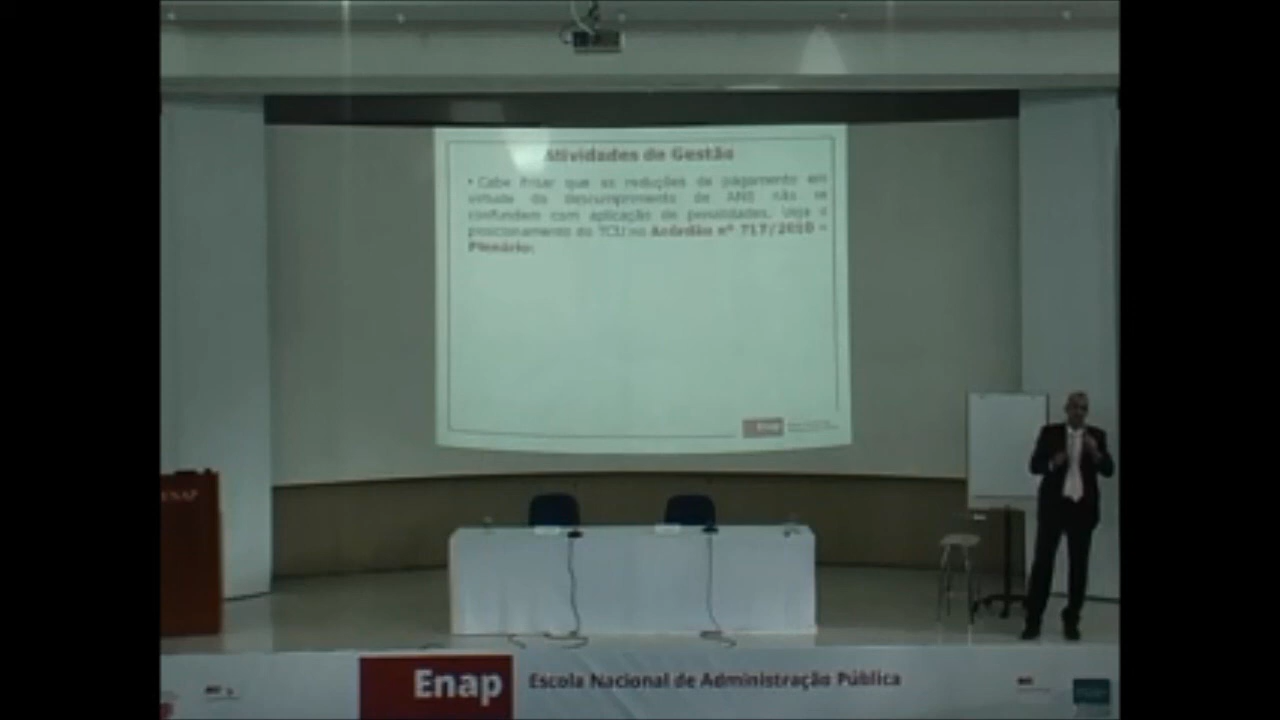 Atividades de Gestão
• Cabe frisar que as reduções de pagamento em
virtude do descumprimento de ANS não se
confundem com aplicação de penalidades. Veja o
posicionamento do TCU no Acórdão nº 717/2010 –
Plenário:
Enap
ENAP
Enap
Escola Nacional de Administração Pública